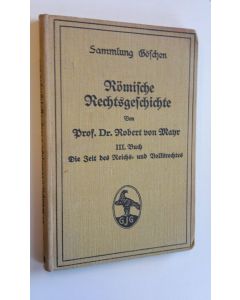 Sammlung Göschen
Römische
Rechtsgeschichte
Von
Prof. Dr. Robert von Mayr
III. Buch
Die Zeit des Reichs- und Volksrechtes